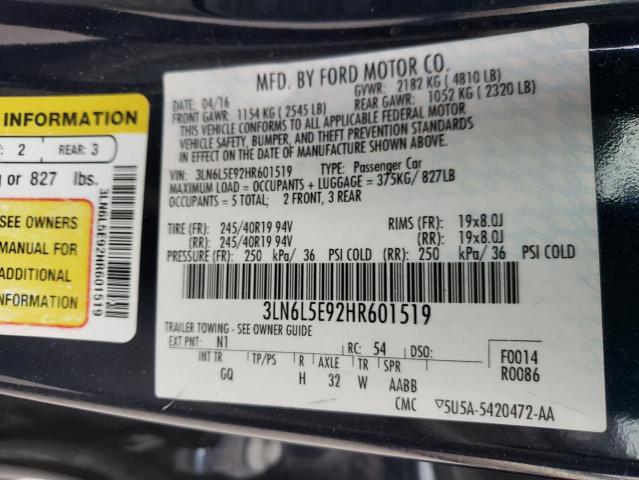 INFORMATION
2 REAR: 3
or 827 lbs.
SEE OWNERS
MANUAL FOR
ADDITIONAL
INFORMATION
3LN6L5E92HR601519
MFD. BY FORD MOTOR CO.
DATE: 04/16 GVWR: 2182 KG ( 4810 LB)
FRONT GAWR: 1154 KG ( 2545 LB) REAR GAWR: 1052 KG ( 2320 LB)
THIS VEHICLE CONFORMS TO ALL APPLICABLE FEDERAL MOTOR
VEHICLE SAFETY, BUMPER, AND THEFT PREVENTION STANDARDS
IN EFFECT ON THE DATE OF MANUFACTURE SHOWN ABOVE.
VIN: 3LN6L5E92HR601519 TYPE: Passenger Car
MAXIMUM LOAD = OCCUPANTS + LUGGAGE = 375KG/ 827LB
OCCUPANTS = 5 TOTAL; 2 FRONT, 3 REAR
TIRE (FR): 245/40R19 94V RIMS (FR): 19x8.0J
(RR): 245/40R19 94V (RR): 19x8.0J
PRESSURE (FR): 250 kPa/ 36 PSI COLD (RR): 250 kPa/ 36 PSI COLD
3LN6L5E92HR601519
TRAILER TOWING - SEE OWNER GUIDE
EXT PNT: N1 RC: 54 DSO:
INT TR TP/PS R AXLE TR SPR
GQ H 32 W AABB
F0014
R0086
CMC ▽5U5A-5420472-AA